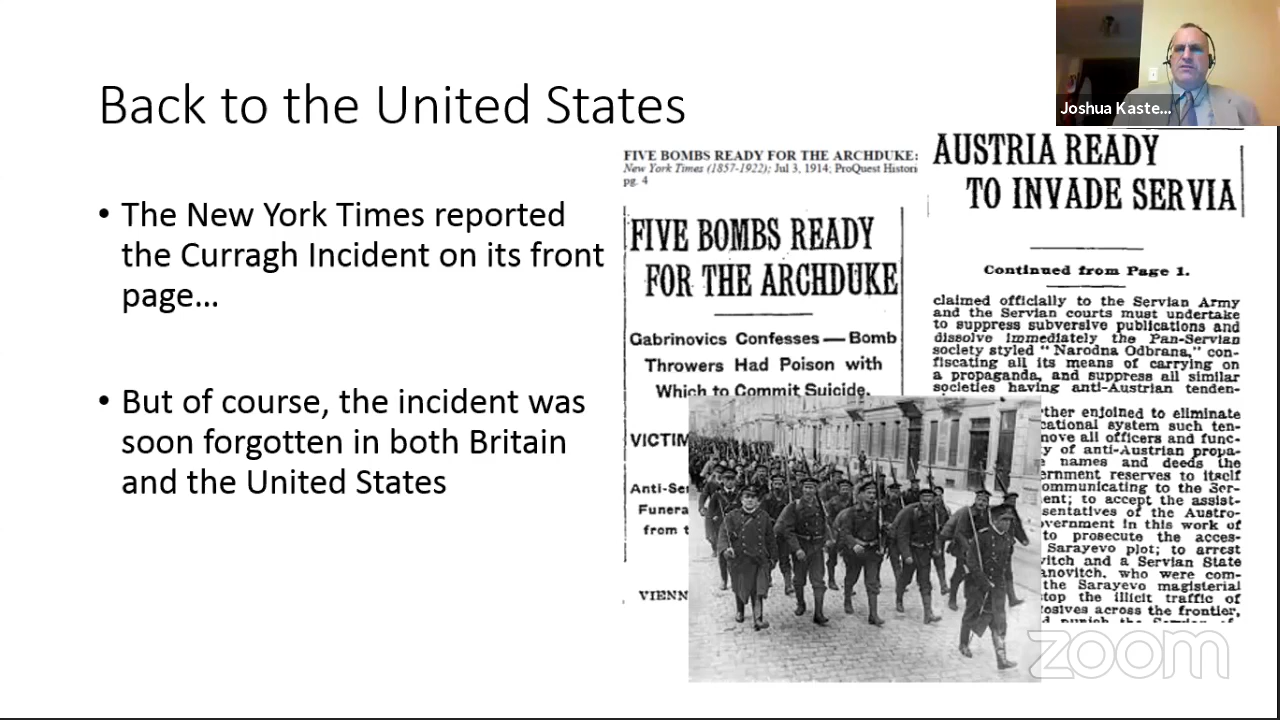 Joshua Kaste...
Back to the United States
• The New York Times reported
the Curragh Incident on its front
page...
• But of course, the incident was
soon forgotten in both Britain
and the United States
FIVE BOMBS READY FOR THE ARCHDUKE:
New York Times (1857-1922); Jul 3, 1914; ProQuest Histori
pg. 4
FIVE BOMBS READY
FOR THE ARCHDUKE
Gabrinovics Confesses — Bomb
Throwers Had Poison with
Which to Commit Suicide.
VICTIM
Anti-Ser
Funera
from t
VIENN
AUSTRIA READY
TO INVADE SERVIA
Continued from Page 1.
claimed officially to the Servian Army
and the Servian courts must undertake
to suppress subversive publications and
dissolve immediately the Pan-Servian
society styled " Narodna Odbrana," con-
fiscating all its means of carrying on
a propaganda, and suppress all similar
societies having anti-Austrian tenden-
ther enjoined to eliminate
cational system such ten-
move all officers and func-
ty of anti-Austrian propa-
e names and deeds the
ernment reserves to itself
ommunicating to the Ser-
ent; to accept the assist-
sentatives of the Austro-
overnment in this work of
to prosecute the acces-
Sarayevo plot; to arrest
vitch and a Servian State
anovitch, who were com-
the Sarayevo magisterial
stop the illicit traffic of
losives across the frontier,
zoom